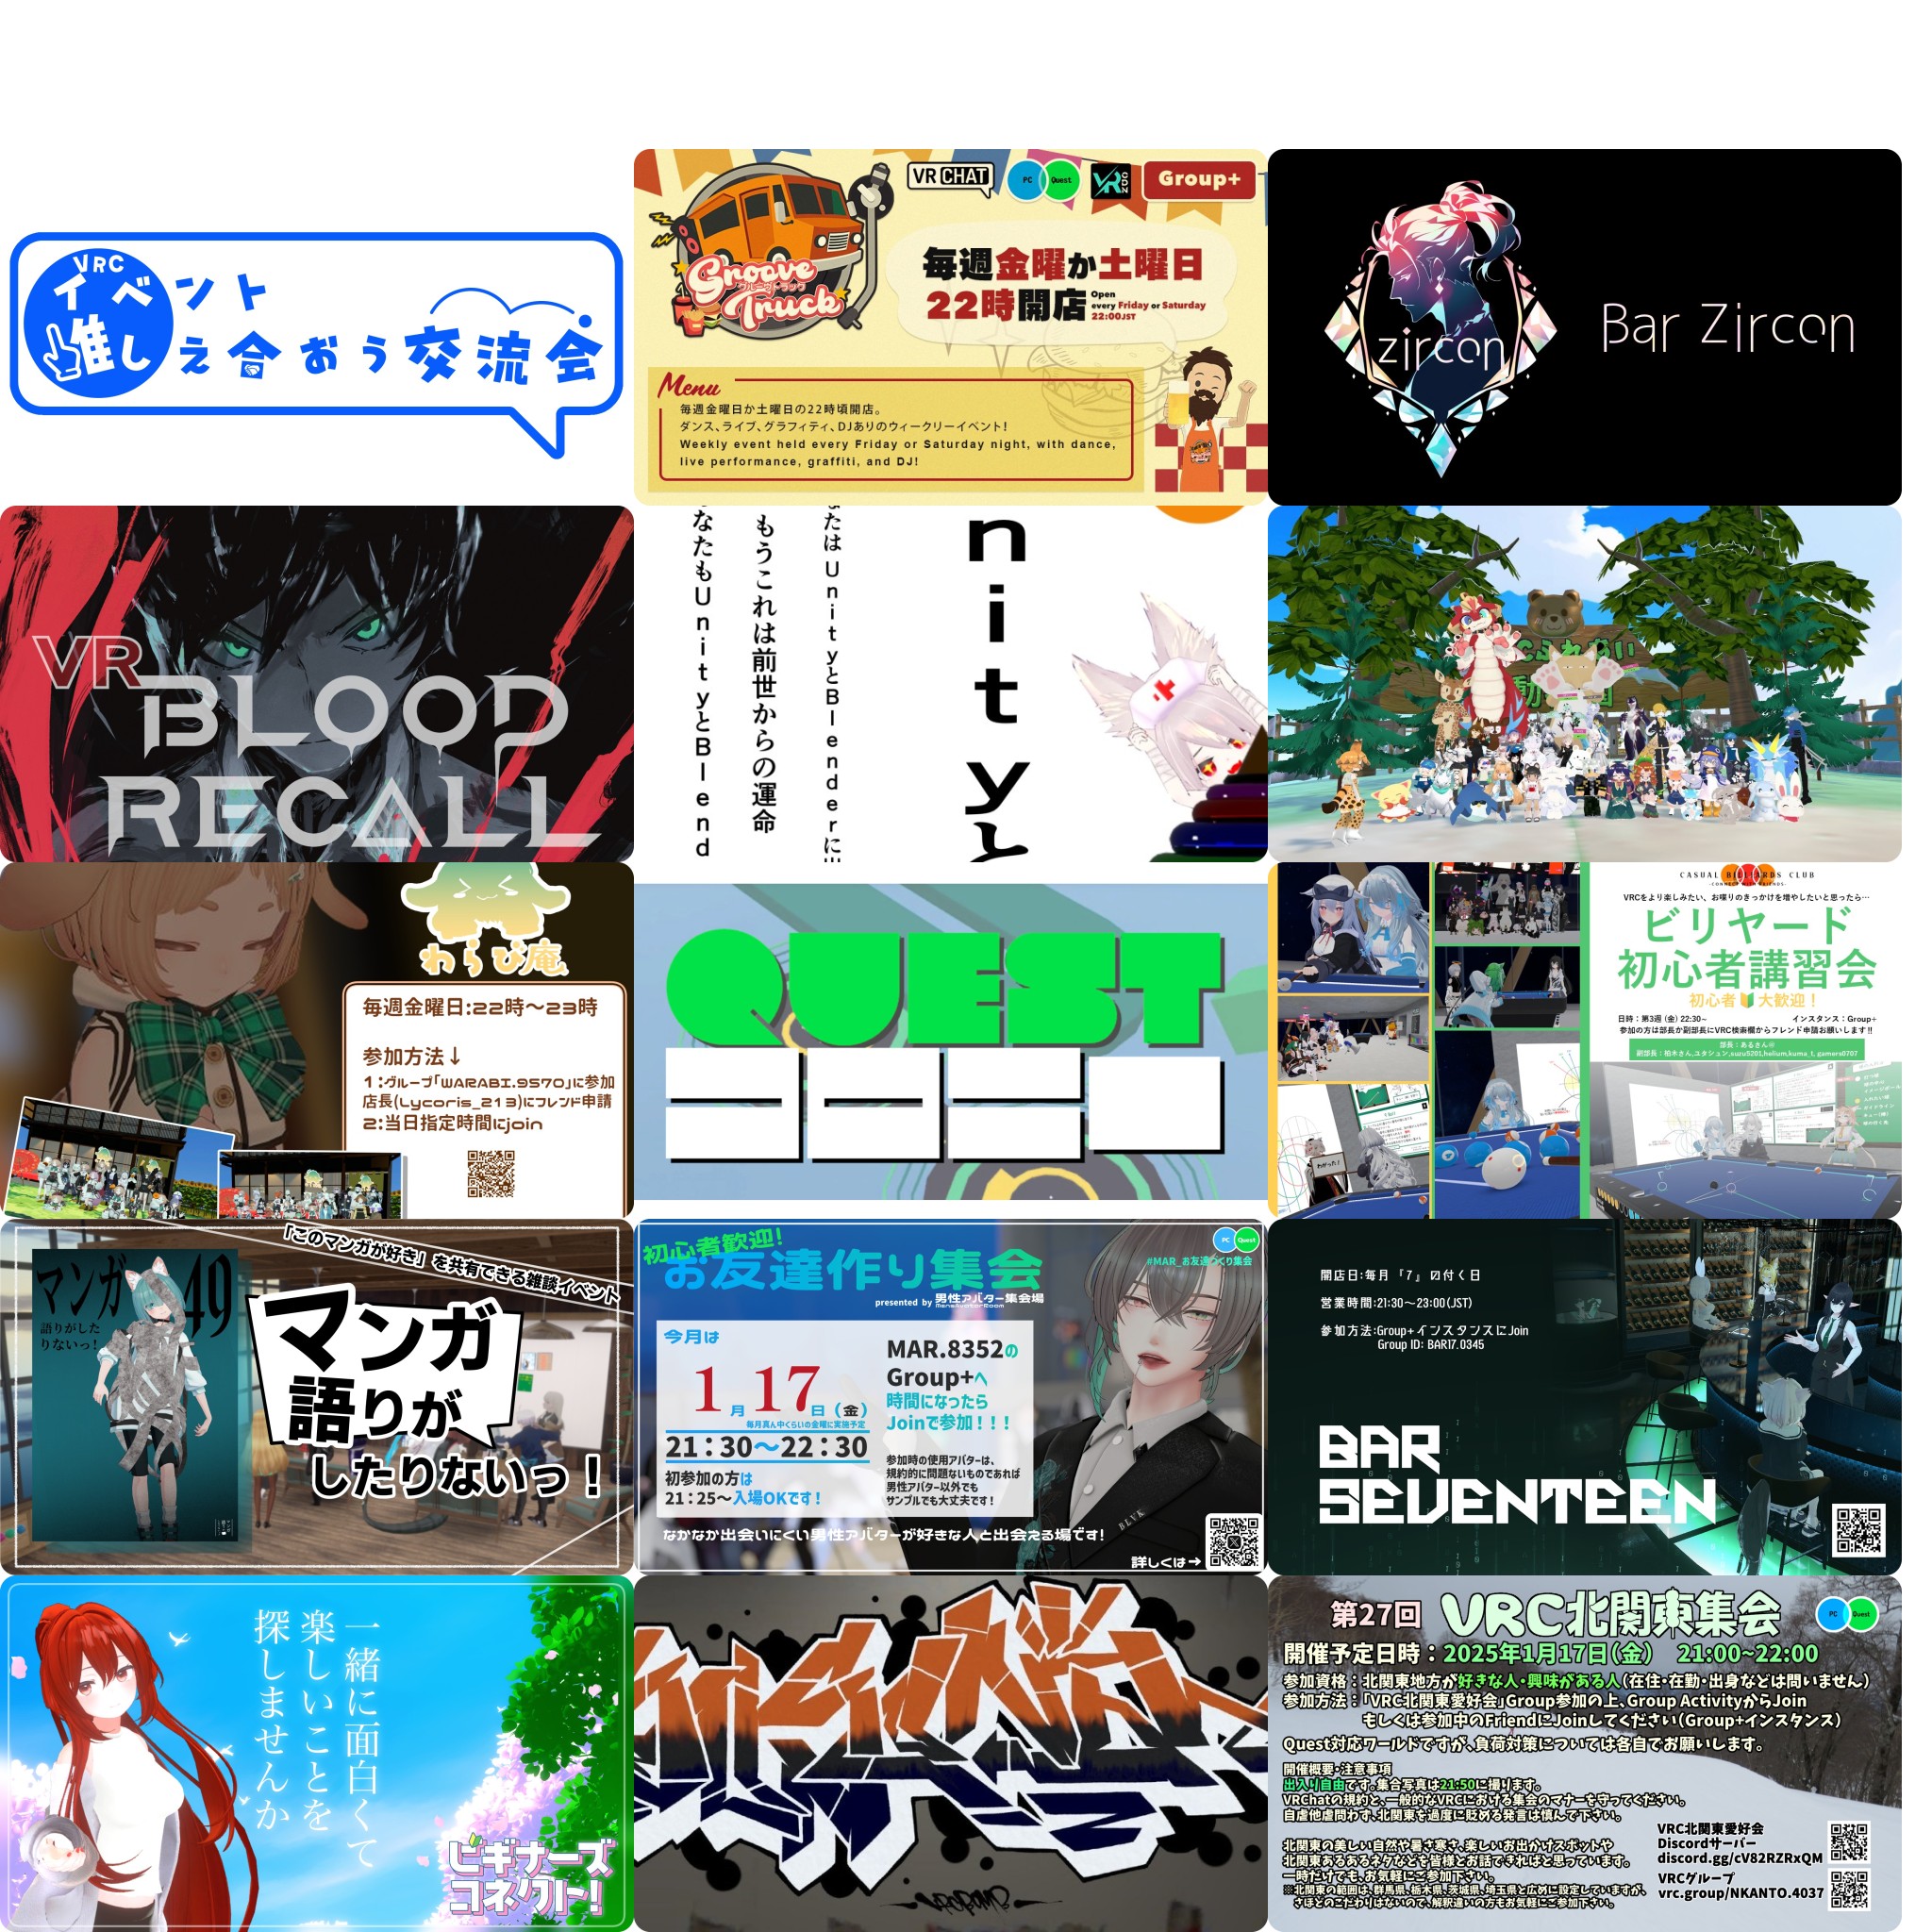 VRC
イベント
推しえ合おう交流会
VRCHAT
PC
Quest
VR
ZOO
Group+
Groove
グルーヴトラック
Truck
毎週金曜か土曜日
22時開店
Open
every Friday or Saturday
22:00JST
Menu
毎週金曜日か土曜日の22時頃開店。
ダンス、ライブ、グラフィティ、DJありのウィークリーイベント!
Weekly event held every Friday or Saturday night, with dance,
live performance, graffiti, and DJ!
zircon
Bar Zircon
VR
BLOOD
RECALL
nityと
なたはUnityとBlenderに出
もうこれは前世からの運命
なたもUnityとBlend
ふれあい
動物園
わらび庵
毎週金曜日:22時〜23時
参加方法↓
1:グループ「WARABI.9570」に参加
店長(Lycoris_213)にフレンド申請
2:当日指定時間にjoin
QUEST
CASUAL BILLIARDS CLUB
-CONNECT WITH FRIENDS-
VRCをより楽しみたい、お喋りのきっかけを増やしたいと思ったら…
ビリヤード
初心者講習会
初心者🔰大歓迎！
日時：第3週 (金) 22:30~
インスタンス：Group+
参加の方は部長か副部長にVRC検索欄からフレンド申請お願いします!!
部長：あるきん@
副部長：柏木きん,ユタシュン,suzu5201,helium,kuma_t, gamers0707
わかった！
「このマンガが好き」を共有できる雑談イベント
マンガ
49
語りがした
りないっ！
マンガ
語りが
したりないっ！
初心者歓迎!
お友達作り集会
PC
Quest
#MAR_お友達づくり集会
presented by 男性アバター集会場
MensAvatarRoom
今月は
1月17日（金）
毎月真ん中くらいの金曜に実施予定
21：30〜22：30
初参加の方は
21：25〜入場OKです！
MAR.8352の
Group+へ
時間になったら
Joinで参加！！！
参加時の使用アバターは、
規約的に問題ないものであれば
男性アバター以外でも
サンプルでも大丈夫です！
BLVK
なかなか出会いにくい男性アバターが好きな人と出会える場です!
詳しくは→
開店日:毎月『7』の付く日
営業時間:21:30〜23:00(JST)
参加方法:Group+インスタンスにJoin
Group ID: BAR17.0345
BAR
SEVENTEEN
一緒に面白くて
楽しいことを
探しませんか
ビギナーズ
コネクト!
第27回 VRC北関東集会
PC
Quest
開催予定日時：2025年1月17日(金) 21:00~22:00
参加資格：北関東地方が好きな人・興味がある人(在住・在勤・出身などは問いません)
参加方法：「VRC北関東愛好会」Group参加の上、Group ActivityからJoin
もしくは参加中のFriendにJoinしてください(Group+インスタンス)
Quest対応ワールドですが、負荷対策については各自でお願いします。
開催概要・注意事項
出入り自由です。集合写真は21:50に撮ります。
VRChatの規約と、一般的なVRCにおける集会のマナーを守ってください。
自虐他虐問わず、北関東を過度に貶める発言は慎んで下さい。
北関東の美しい自然や暑さ寒さ、楽しいお出かけスポットや
北関東あるあるネタなどを皆様とお話できればと思っています。
一時だけでも、お気軽にご参加下さい。
※北関東の範囲は、群馬県、栃木県、茨城県、埼玉県と広めに設定していますが、
さほどのこだわりはないので、解釈違いの方もお気軽にご参加下さい。
VRC北関東愛好会
Discordサーバー
discord.gg/cV82RZRxQM
VRCグループ
vrc.group/NKANTO.4037